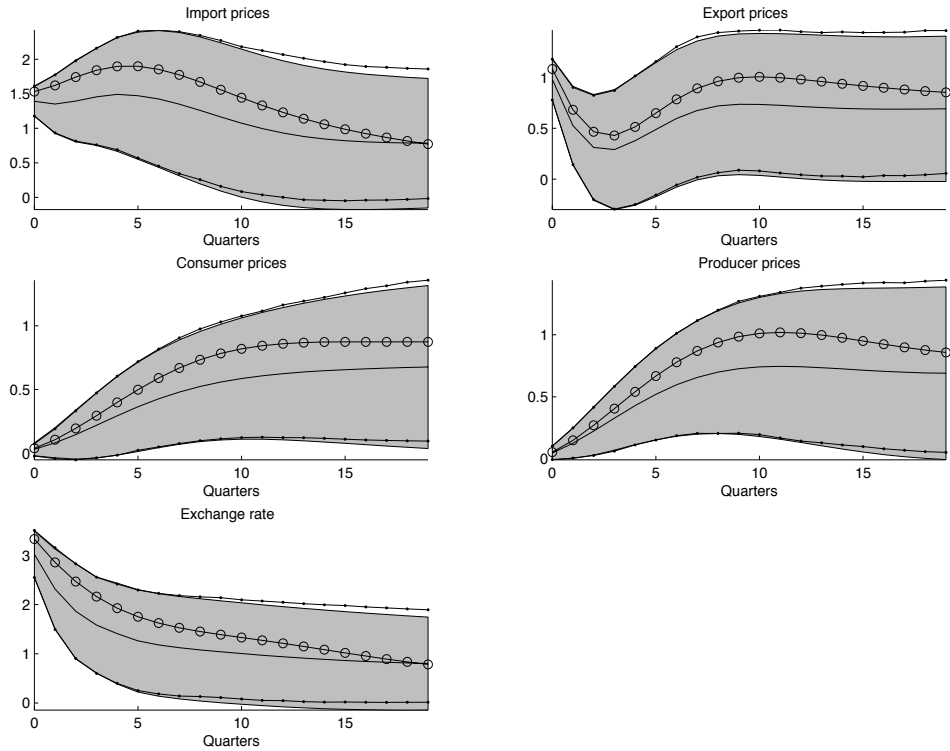 Import prices
2
1.5
1
0.5
0
0 5 10 15
Quarters
Export prices
1
0.5
0
0 5 10 15
Quarters
Consumer prices
1
0.5
0
0 5 10 15
Quarters
Producer prices
1
0.5
0
0 5 10 15
Quarters
Exchange rate
3
2
1
0
0 5 10 15
Quarters